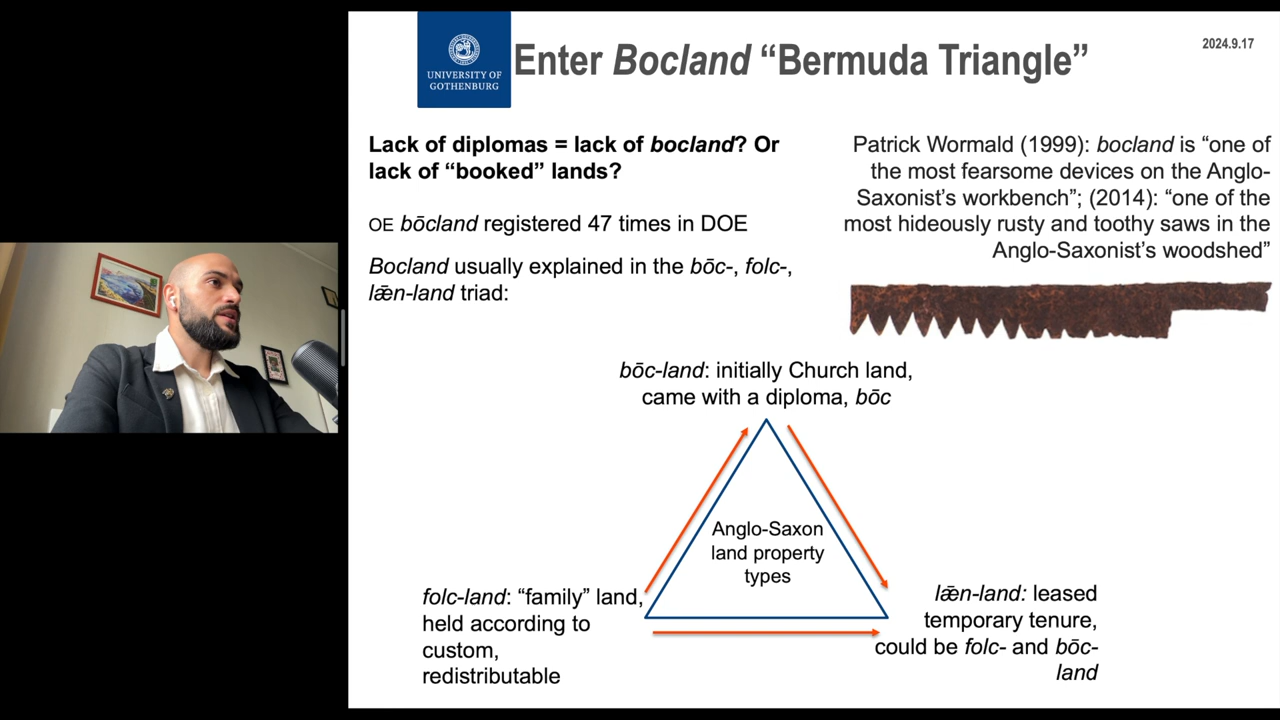 UNIVERSITY OF
GOTHENBURG
Enter Bocland “Bermuda Triangle”
2024.9.17
Lack of diplomas = lack of bocland? Or
lack of “booked” lands?
OE bōcland registered 47 times in DOE
Bocland usually explained in the bōc-, folc-,
lǣn-land triad:
Patrick Wormald (1999): bocland is “one of
the most fearsome devices on the Anglo-
Saxonist’s workbench”; (2014): “one of the
most hideously rusty and toothy saws in the
Anglo-Saxonist’s woodshed”
bōc-land: initially Church land,
came with a diploma, bōc
Anglo-Saxon
land property
types
folc-land: “family” land,
held according to
custom,
redistributable
lǣn-land: leased
temporary tenure,
could be folc- and bōc-
land